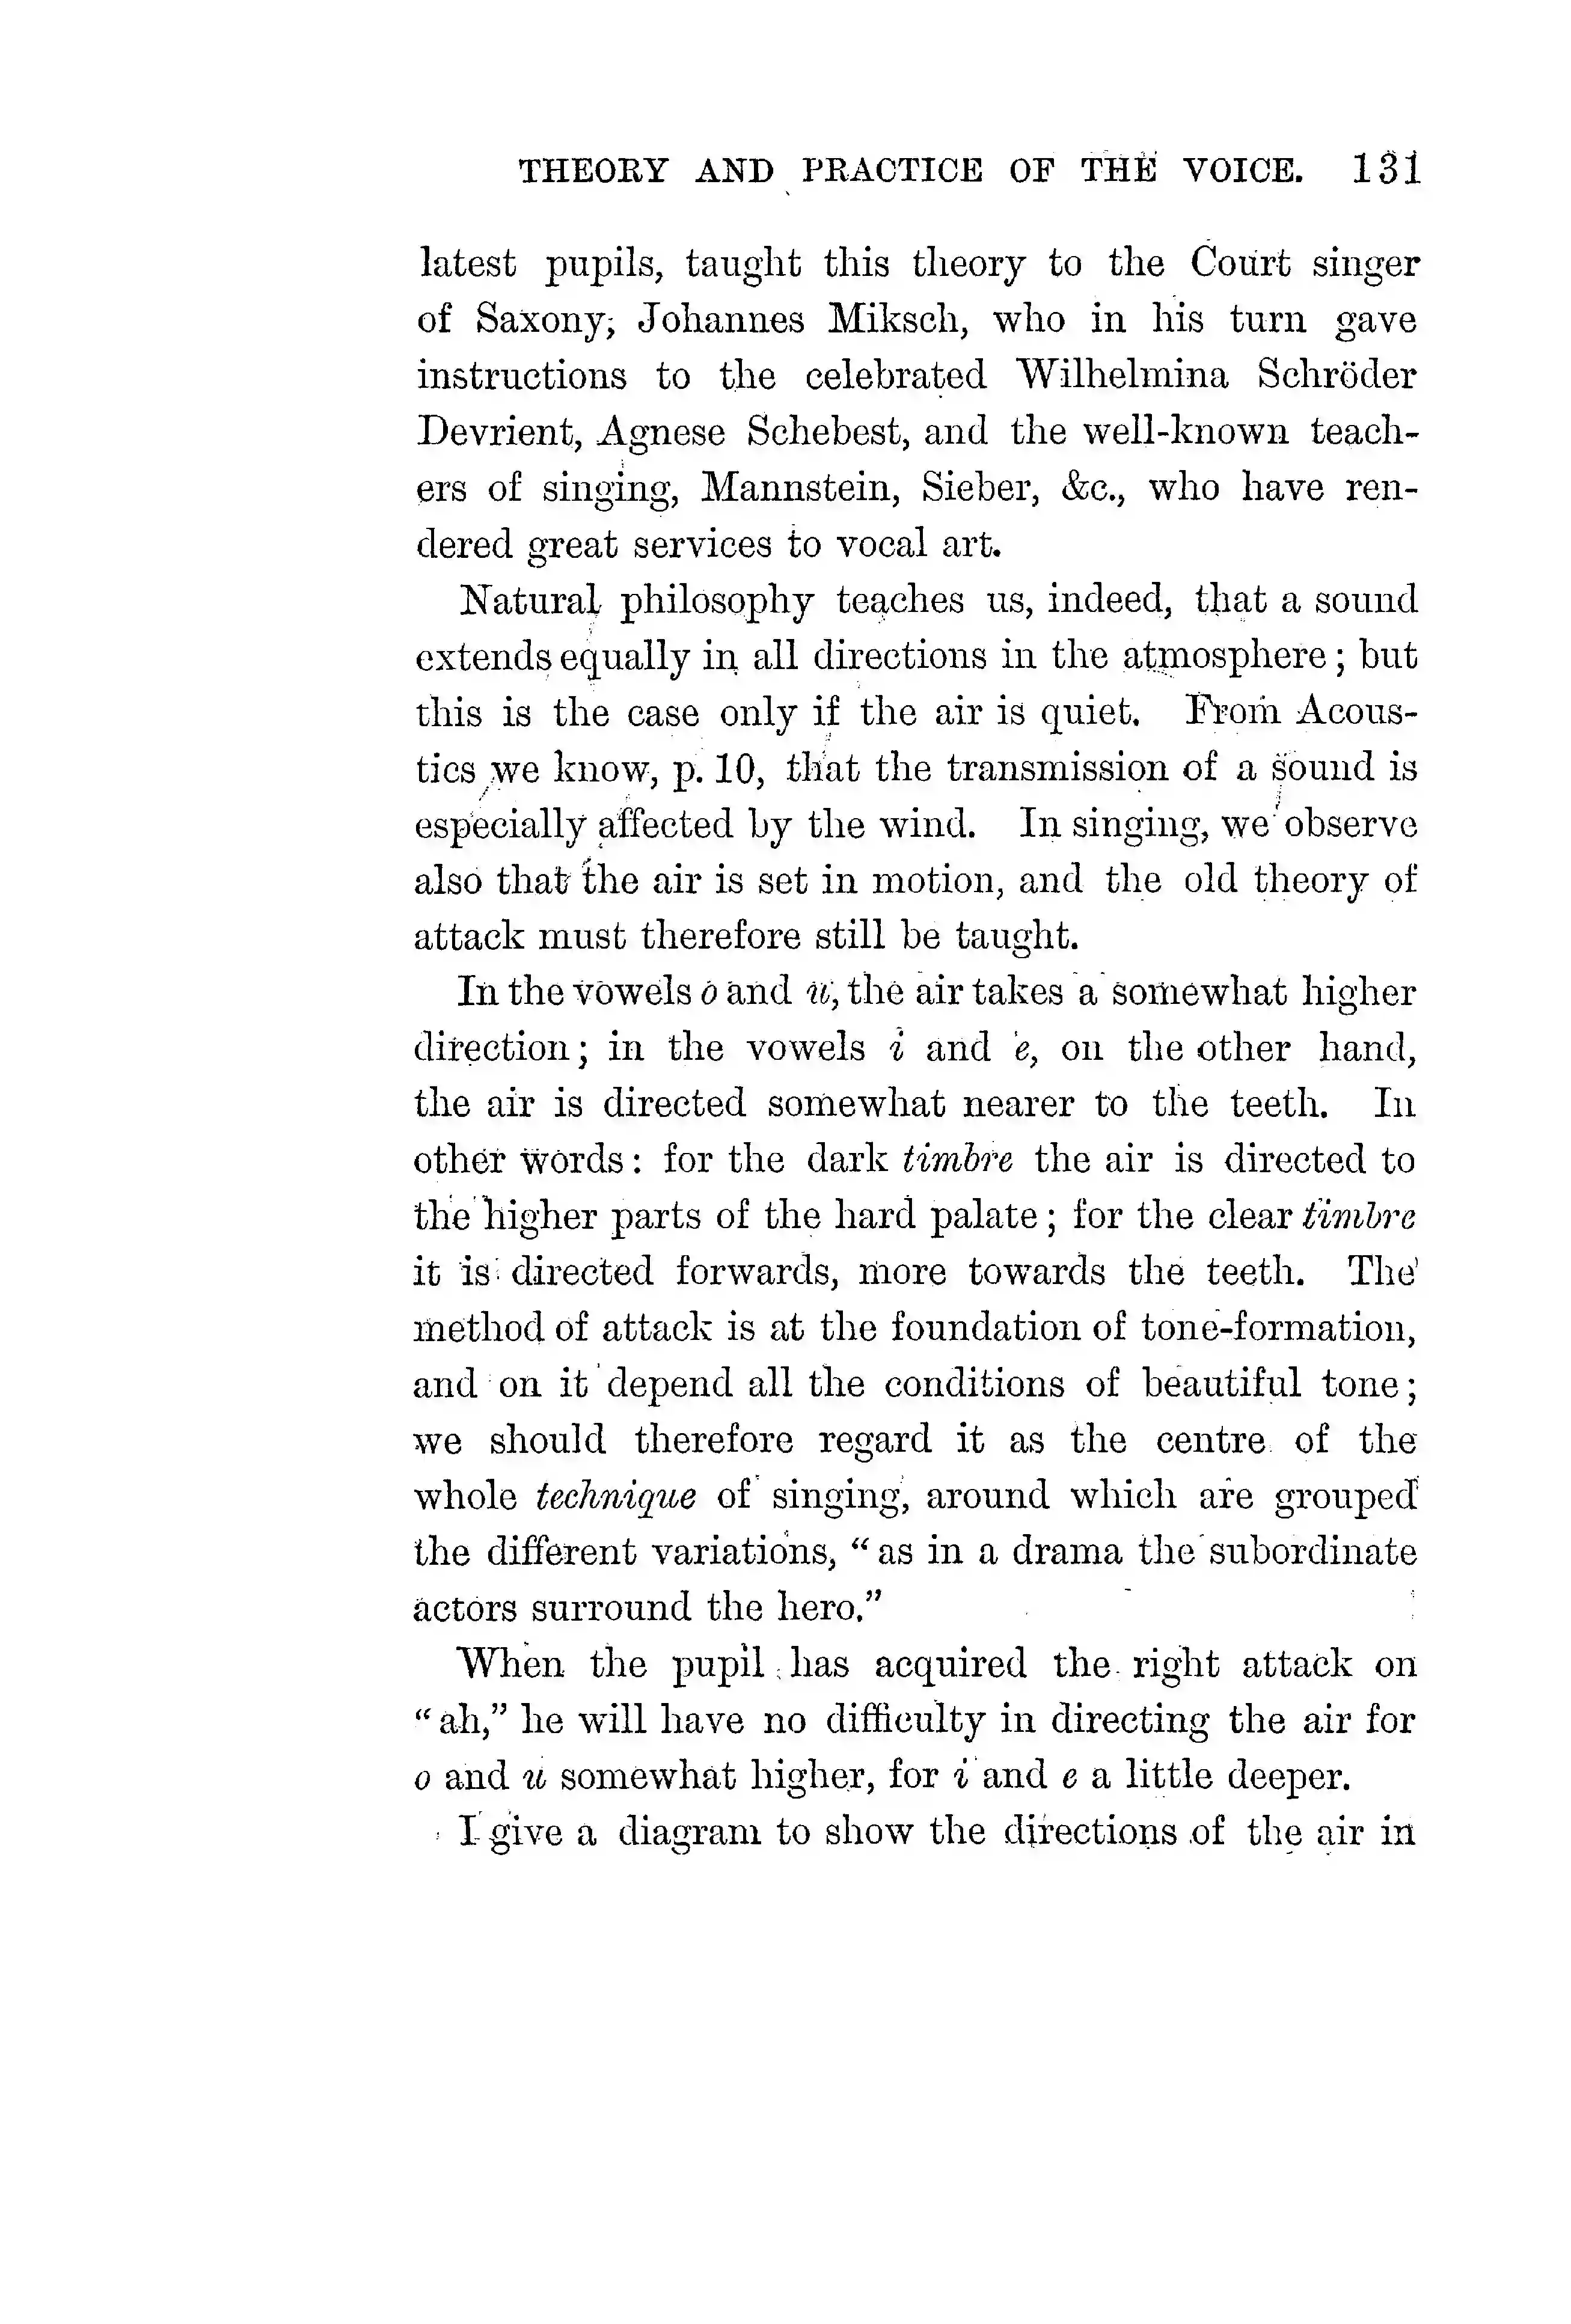 THEORY AND PRACTICE OF THE VOICE. 131
latest pupils, taught this theory to the Court singer
of Saxony, Johannes Miksch, who in his turn gave
instructions to the celebrated Wilhelmina Schröder
Devrient, Agnese Schebest, and the well-known teach-
ers of singing, Mannstein, Sieber, &c., who have ren-
dered great services to vocal art.
Natural philosophy teaches us, indeed, that a sound
extends equally in all directions in the atmosphere; but
this is the case only if the air is quiet. From Acous-
tics we know, p. 10, that the transmission of a sound is
especially affected by the wind. In singing, we observe
also that the air is set in motion, and the old theory of
attack must therefore still be taught.
In the vowels o and u, the air takes a somewhat higher
direction; in the vowels i and e, on the other hand,
the air is directed somewhat nearer to the teeth. In
other words: for the dark timbre the air is directed to
the higher parts of the hard palate; for the clear timbre
it is directed forwards, more towards the teeth. The
method of attack is at the foundation of tone-formation,
and on it depend all the conditions of beautiful tone;
we should therefore regard it as the centre of the
whole technique of singing, around which are grouped
the different variations, "as in a drama the subordinate
actors surround the hero."
When the pupil has acquired the right attack on
"ah," he will have no difficulty in directing the air for
o and u somewhat higher, for i and e a little deeper.
I give a diagram to show the directions of the air in